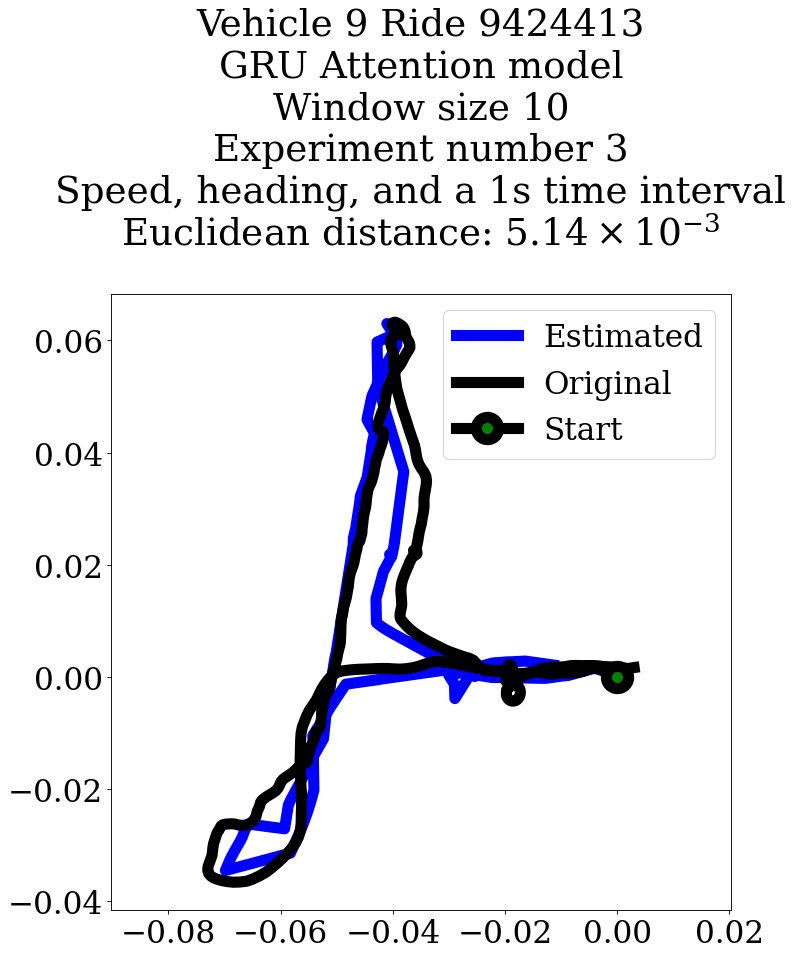 Vehicle 9 Ride 9424413
GRU Attention model
Window size 10
Experiment number 3
Speed, heading, and a 1s time interval
Euclidean distance: 5.14 × 10⁻³
Estimated
Original
Start
0.06
0.04
0.02
0.00
−0.02
−0.04
−0.08 −0.06 −0.04 −0.02 0.00 0.02